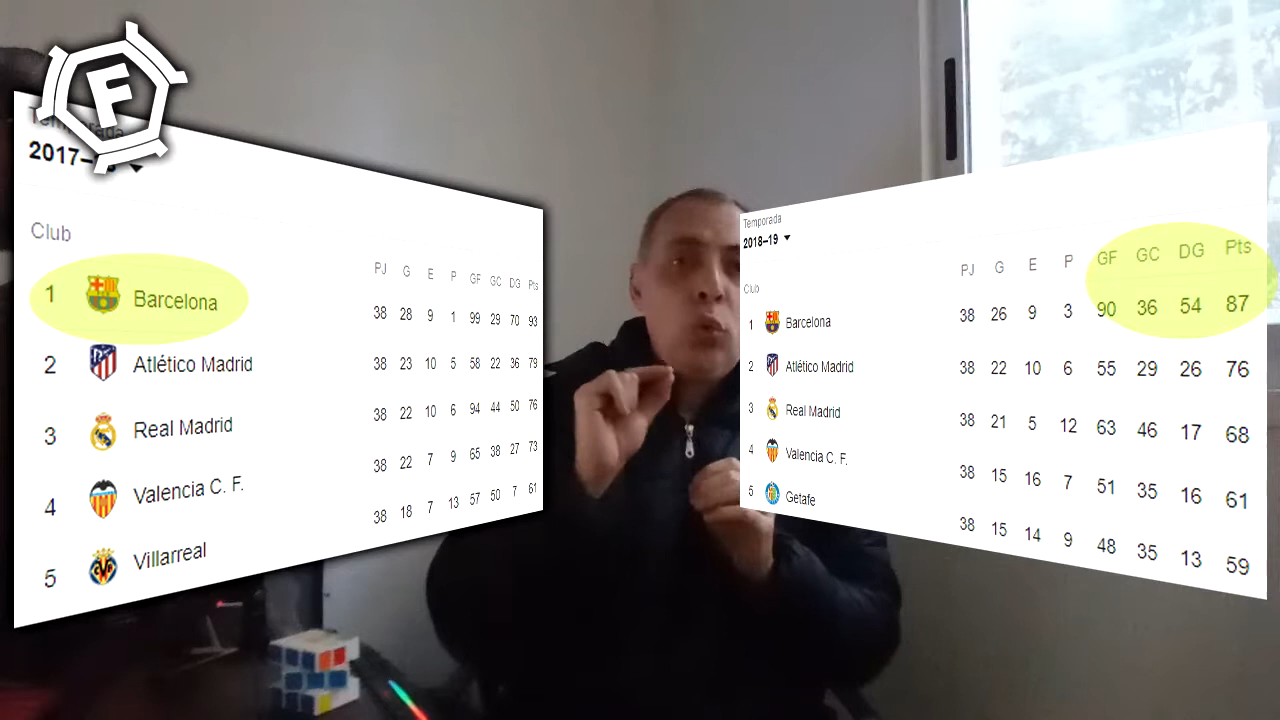 F
Temporada
2017–
Club
PJ G E P GF GC DG Pts
1 Barcelona 38 28 9 1 99 29 70 93
2 Atlético Madrid 38 23 10 5 58 22 36 79
3 Real Madrid 38 22 10 6 94 44 50 76
4 Valencia C. F. 38 22 7 9 65 38 27 73
5 Villarreal 38 18 7 13 57 50 7 61
Temporada
2018–19
Club
PJ G E P GF GC DG Pts
1 Barcelona 38 26 9 3 90 36 54 87
2 Atlético Madrid 38 22 10 6 55 29 26 76
3 Real Madrid 38 21 5 12 63 46 17 68
4 Valencia C. F. 38 15 16 7 51 35 16 61
5 Getafe 38 15 14 9 48 35 13 59